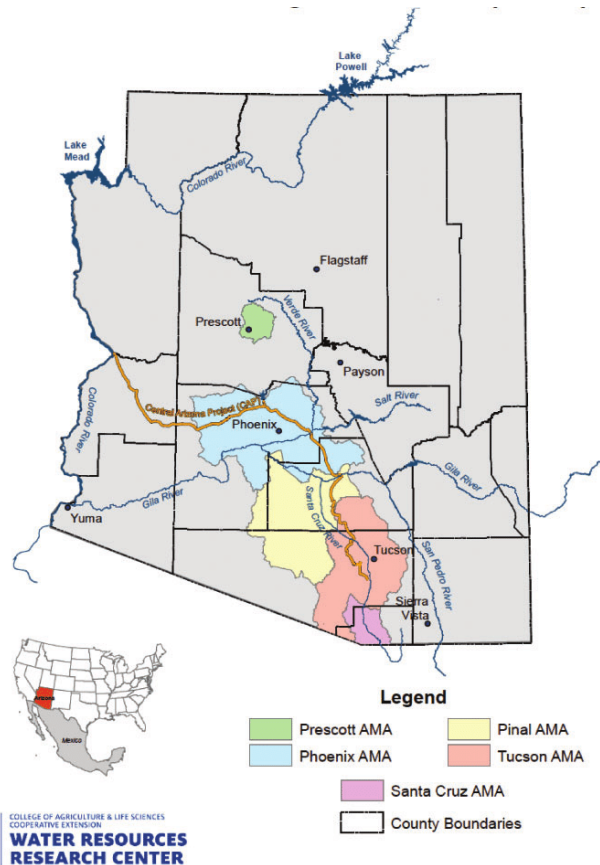 Lake
Powell
Lake
Mead
Colorado River
Flagstaff
Verde River
Prescott
Payson
Colorado River
Central Arizona Project (CAP)
Salt River
Phoenix
Gila River
Gila River
Santa Cruz River
Yuma
Tucson
San Pedro River
Sierra
Vista
Arizona
Mexico
Legend
Prescott AMA
Pinal AMA
Phoenix AMA
Tucson AMA
Santa Cruz AMA
County Boundaries
COLLEGE OF AGRICULTURE & LIFE SCIENCES
COOPERATIVE EXTENSION
WATER RESOURCES
RESEARCH CENTER